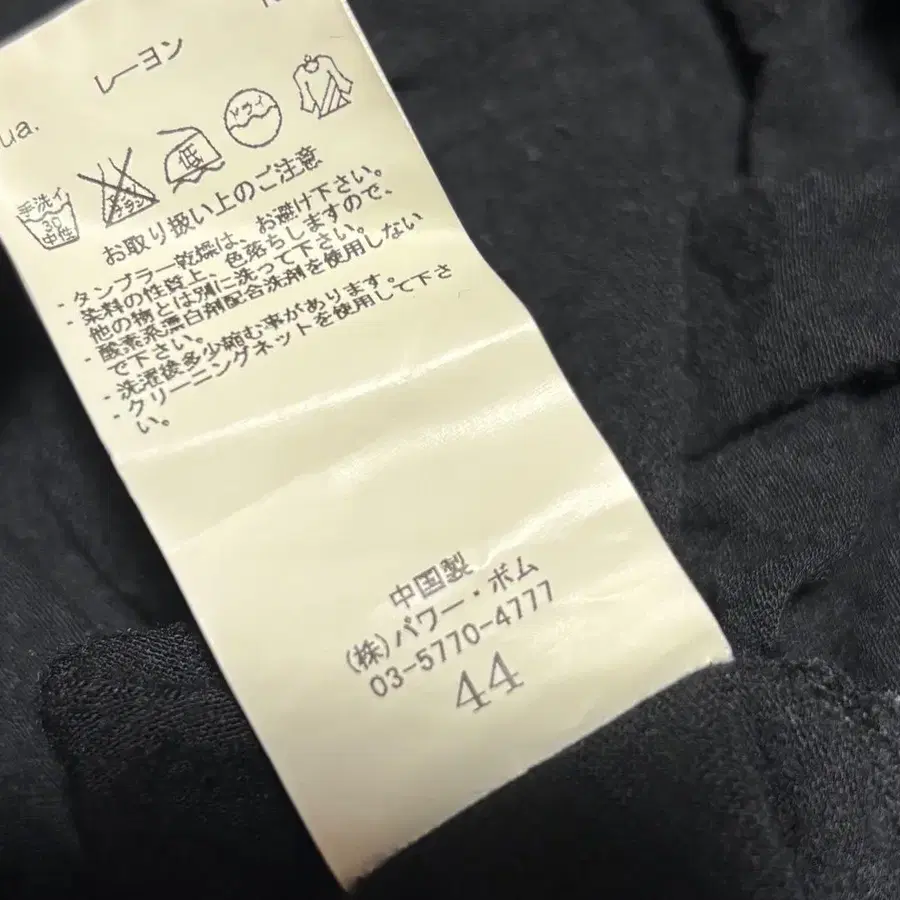 レーヨン
ua.
手洗イ
30
中性
低
ドライ
お取り扱い上のご注意
・タンブラー乾燥は、お避け下さい。
・染料の性質上、色落ちしますので、
他の物とは別に洗って下さい。
・酸素系漂白剤配合洗剤を使用しない
で下さい。
・洗濯後多少縮む事があります。
・クリーニングネットを使用して下さ
い。
中国製
(株)パワー・ボム
03-5770-4777
44